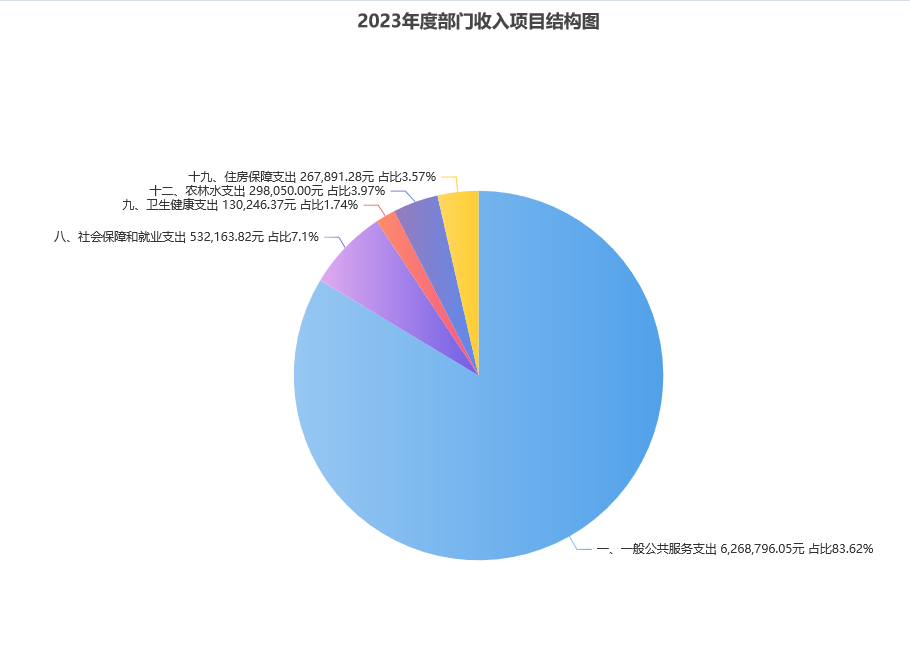 2023年度部门收入项目结构图
十九、住房保障支出 267,891.28元 占比3.57%
十二、农林水支出 298,050.00元 占比3.97%
九、卫生健康支出 130,246.37元 占比1.74%
八、社会保障和就业支出 532,163.82元 占比7.1%
一、一般公共服务支出 6,268,796.05元 占比83.62%